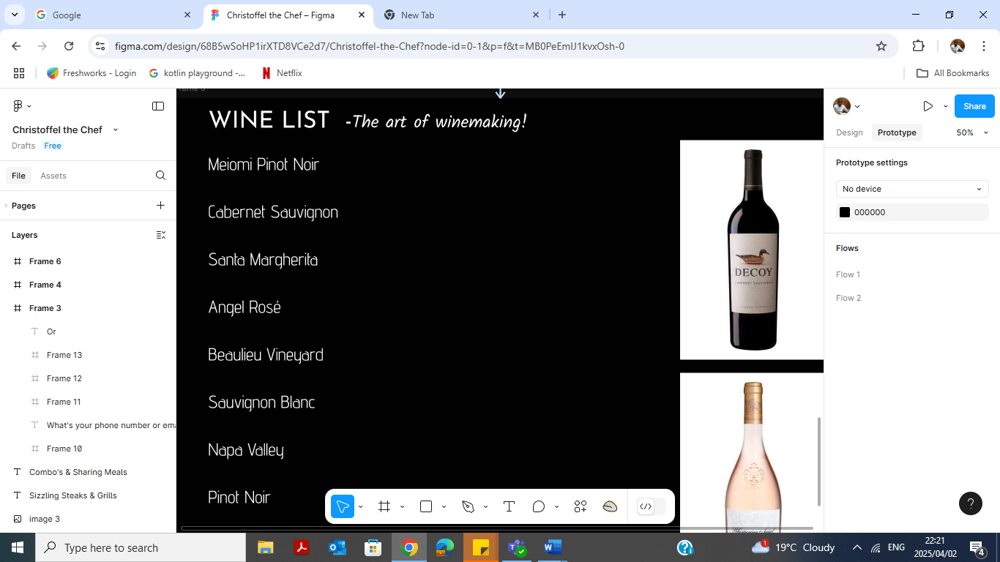 Google
Christoffel the Chef – Figma
New Tab
figma.com/design/68B5wSoHP1irXTD8VCe2d7/Christoffel-the-Chef?node-id=0-1&p=f&t=MB0PeEmIJ1kvxOsh-0
Freshworks - Login
kotlin playground -...
Netflix
All Bookmarks
Christoffel the Chef
Drafts Free
File Assets
Pages
Layers
Frame 6
Frame 4
Frame 3
Or
Frame 13
Frame 12
Frame 11
What's your phone number or ema
Frame 10
Combo's & Sharing Meals
Sizzling Steaks & Grills
image 3
WINE LIST -The art of winemaking!
Meiomi Pinot Noir
Cabernet Sauvignon
Santa Margherita
Angel Rosé
Beaulieu Vineyard
Sauvignon Blanc
Napa Valley
Pinot Noir
DECOY
CABERNET SAUVIGNON
Share
Design Prototype 50%
Prototype settings
No device
000000
Flows
Flow 1
Flow 2
?
Type here to search
1
19°C Cloudy
ENG
22:21
2025/04/02
4